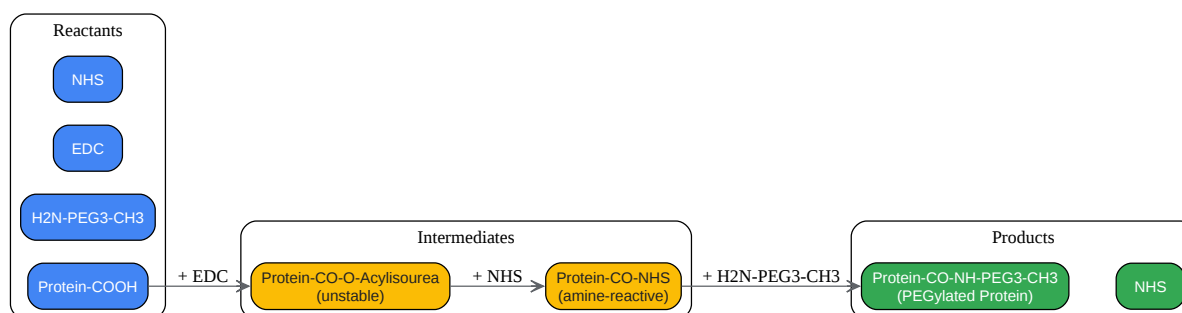 Reactants
NHS
EDC
H2N-PEG3-CH3
Protein-COOH
+ EDC
Intermediates
Protein-CO-O-Acylisourea
(unstable)
+ NHS
Protein-CO-NHS
(amine-reactive)
+ H2N-PEG3-CH3
Products
Protein-CO-NH-PEG3-CH3
(PEGylated Protein)
NHS